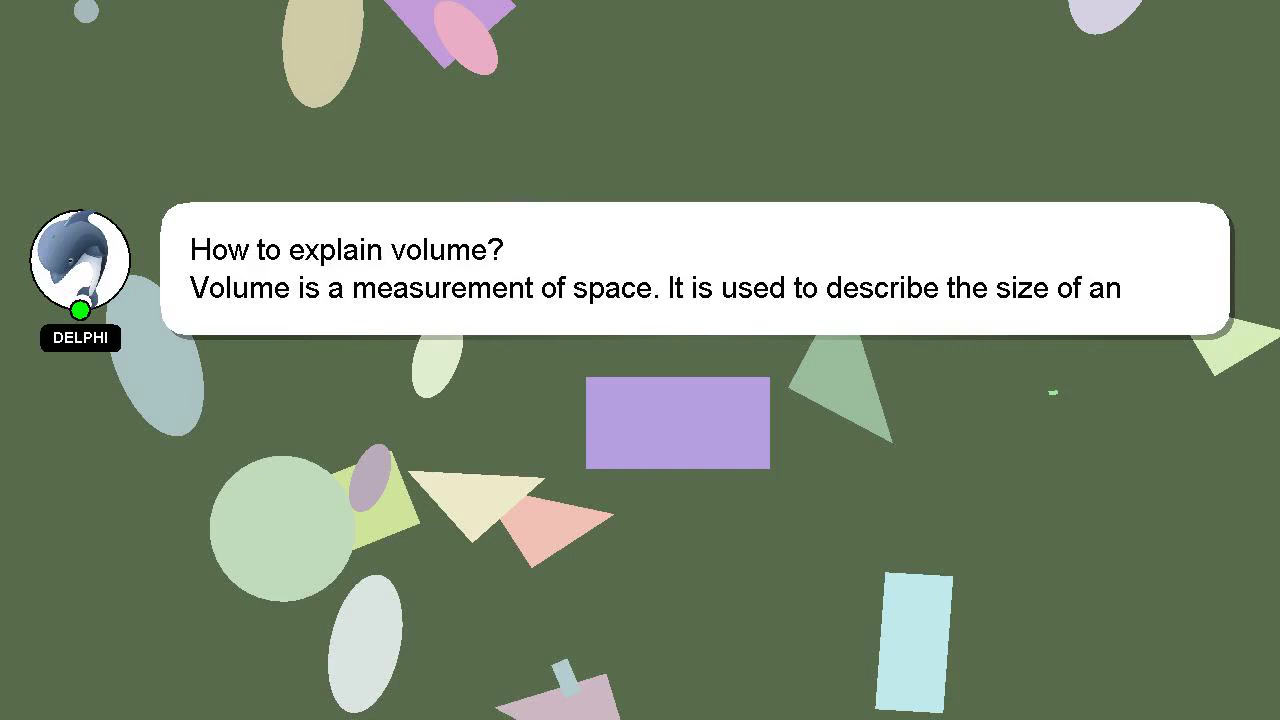 How to explain volume?
Volume is a measurement of space. It is used to describe the size of an
DELPHI